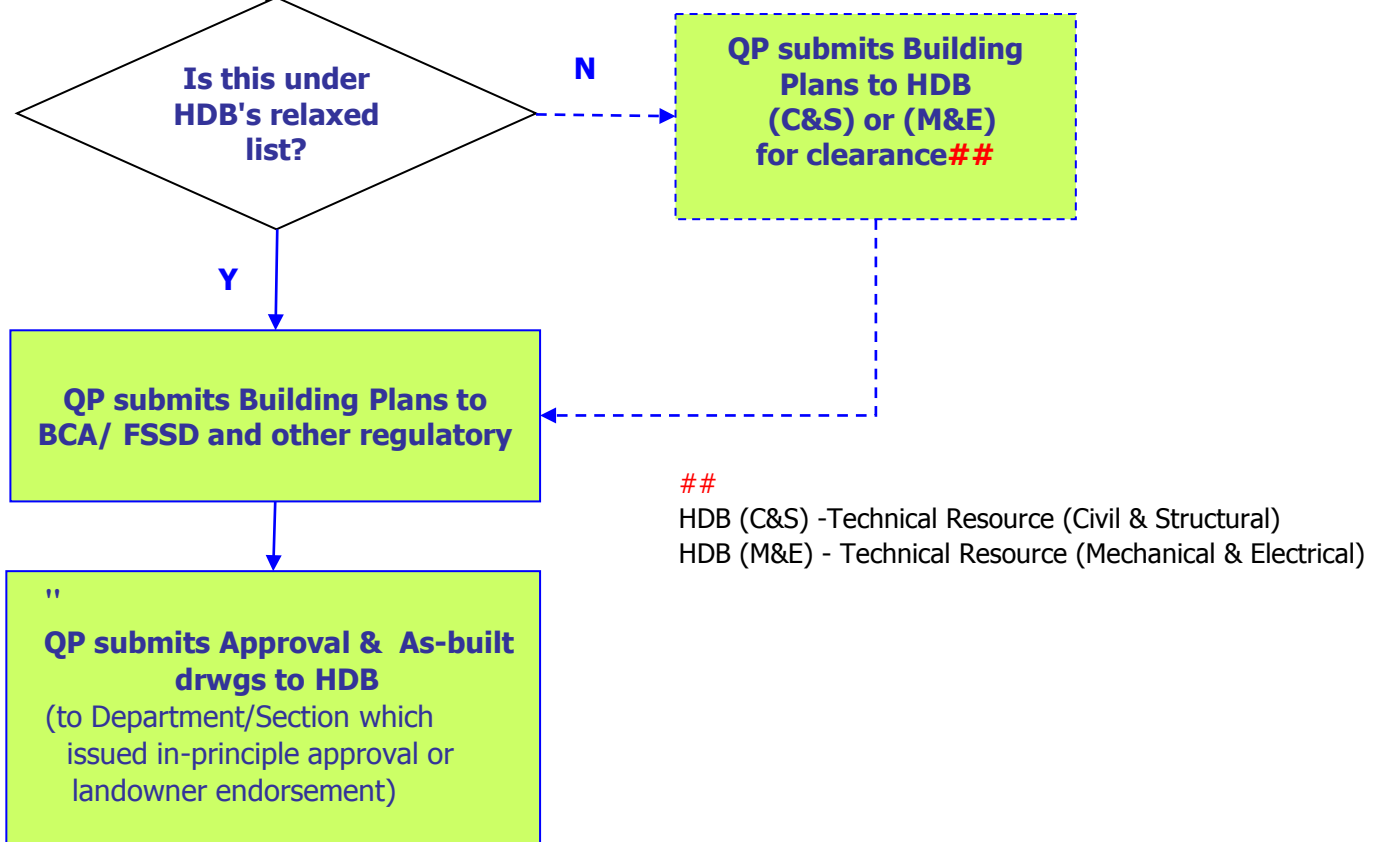 Is this under
HDB's relaxed
list?
N
QP submits Building
Plans to HDB
(C&S) or (M&E)
for clearance##
Y
QP submits Building Plans to
BCA/ FSSD and other regulatory
##
HDB (C&S) -Technical Resource (Civil & Structural)
HDB (M&E) - Technical Resource (Mechanical & Electrical)
"
QP submits Approval & As-built
drwgs to HDB
(to Department/Section which
issued in-principle approval or
landowner endorsement)